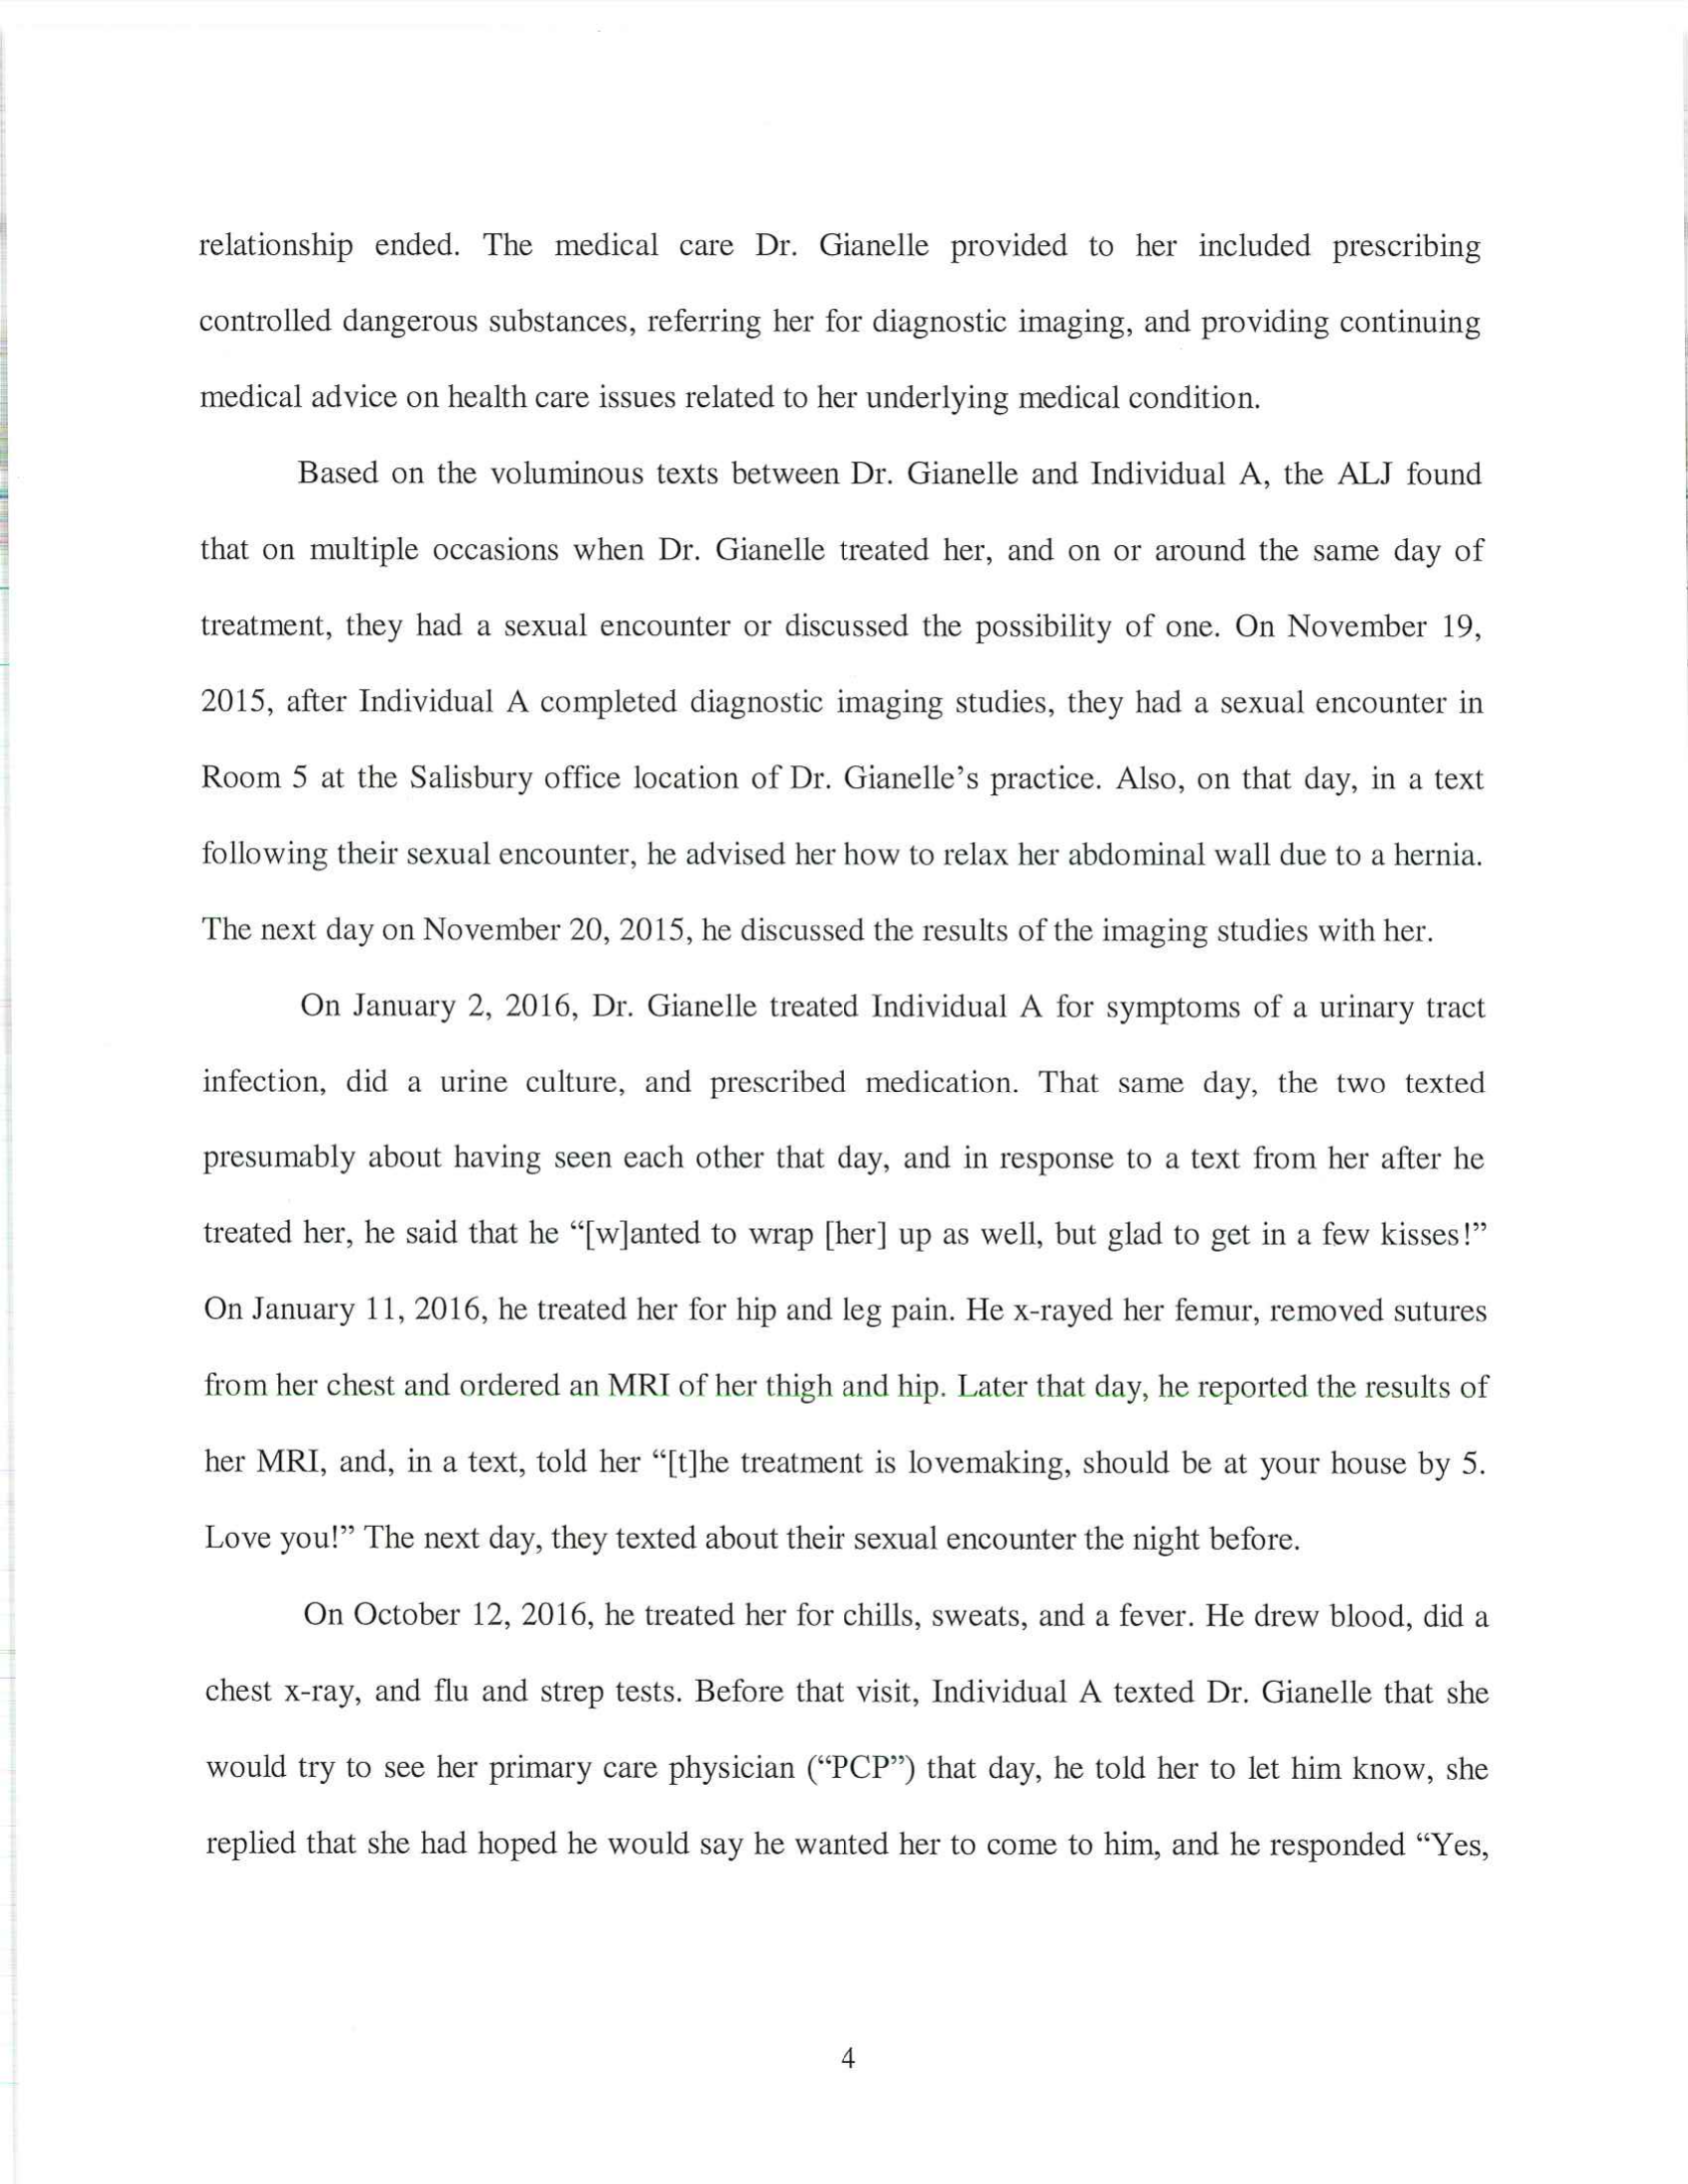 relationship ended. The medical care Dr. Gianelle provided to her included prescribing
controlled dangerous substances, referring her for diagnostic imaging, and providing continuing
medical advice on health care issues related to her underlying medical condition.
Based on the voluminous texts between Dr. Gianelle and Individual A, the ALJ found
that on multiple occasions when Dr. Gianelle treated her, and on or around the same day of
treatment, they had a sexual encounter or discussed the possibility of one. On November 19,
2015, after Individual A completed diagnostic imaging studies, they had a sexual encounter in
Room 5 at the Salisbury office location of Dr. Gianelle’s practice. Also, on that day, in a text
following their sexual encounter, he advised her how to relax her abdominal wall due to a hernia.
The next day on November 20, 2015, he discussed the results of the imaging studies with her.
On January 2, 2016, Dr. Gianelle treated Individual A for symptoms of a urinary tract
infection, did a urine culture, and prescribed medication. That same day, the two texted
presumably about having seen each other that day, and in response to a text from her after he
treated her, he said that he “[w]anted to wrap [her] up as well, but glad to get in a few kisses!”
On January 11, 2016, he treated her for hip and leg pain. He x-rayed her femur, removed sutures
from her chest and ordered an MRI of her thigh and hip. Later that day, he reported the results of
her MRI, and, in a text, told her “[t]he treatment is lovemaking, should be at your house by 5.
Love you!” The next day, they texted about their sexual encounter the night before.
On October 12, 2016, he treated her for chills, sweats, and a fever. He drew blood, did a
chest x-ray, and flu and strep tests. Before that visit, Individual A texted Dr. Gianelle that she
would try to see her primary care physician (“PCP”) that day, he told her to let him know, she
replied that she had hoped he would say he wanted her to come to him, and he responded “Yes,
4